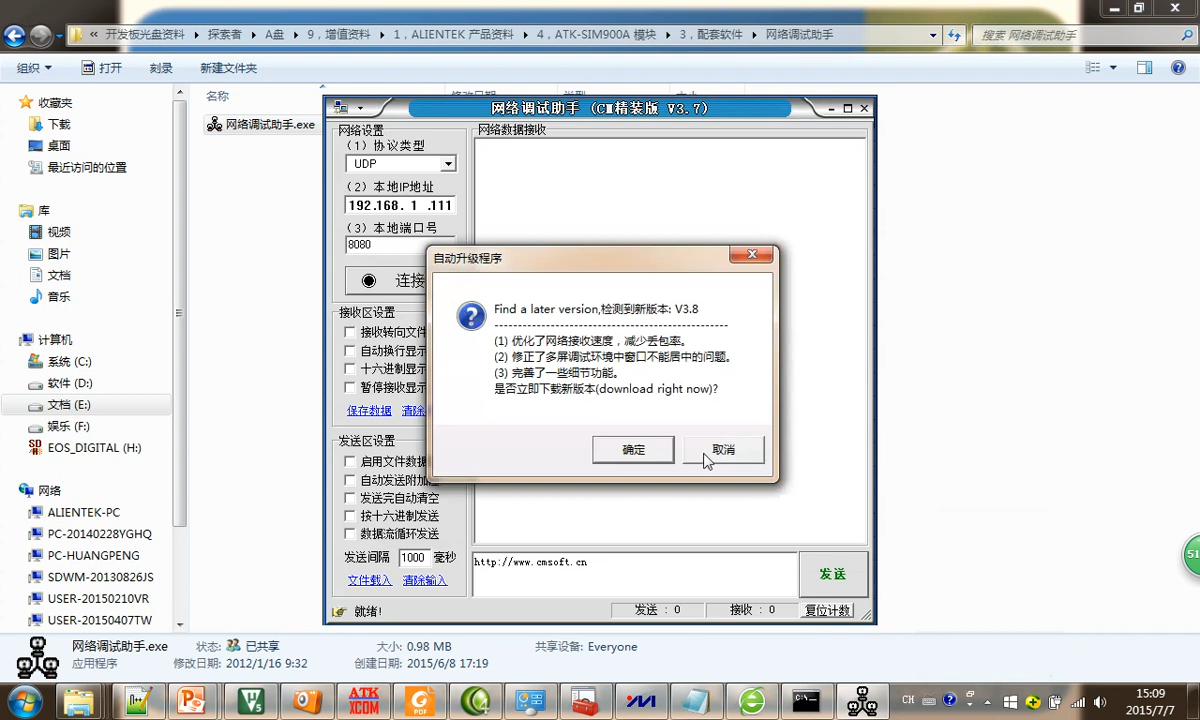 « 开发板光盘资料 ▸ 探索者 ▸ A盘 ▸ 9，增值资料 ▸ 1，ALIENTEK 产品资料 ▸ 4，ATK-SIM900A 模块 ▸ 3，配套软件 ▸ 网络调试助手
搜索 网络调试助手
组织 打开 刻录 新建文件夹
收藏夹
下载
桌面
最近访问的位置
库
视频
图片
文档
音乐
计算机
系统 (C:)
软件 (D:)
文档 (E:)
娱乐 (F:)
EOS_DIGITAL (H:)
网络
ALIENTEK-PC
PC-20140228YGHQ
PC-HUANGPENG
SDWM-20130826JS
USER-20150210VR
USER-20150407TW
名称
网络调试助手.exe
网络调试助手 (CM精装版 V3.7)
网络设置
(1) 协议类型
UDP
(2) 本地IP地址
192.168. 1 .111
(3) 本地端口号
8080
连接
接收区设置
接收转向文件
自动换行显示
十六进制显示
暂停接收显示
保存数据 清除
发送区设置
启用文件数据
自动发送附加
发送完自动清空
按十六进制发送
数据流循环发送
发送间隔 1000 毫秒
文件载入 清除输入
网络数据接收
http://www.cmsoft.cn
发送
就绪!
发送 : 0
接收 : 0
复位计数
自动升级程序
Find a later version,检测到新版本: V3.8
------------------------------------------------
(1) 优化了网络接收速度，减少丢包率。
(2) 修正了多屏调试环境中窗口不能居中的问题。
(3) 完善了一些细节功能。
是否立即下载新版本(download right now)?
确定
取消
51
网络调试助手.exe 状态: 已共享 大小: 0.98 MB 共享设备: Everyone
应用程序 修改日期: 2012/1/16 9:32 创建日期: 2015/6/8 17:19
ATK
XCOM
PDF
CH
15:09
2015/7/7